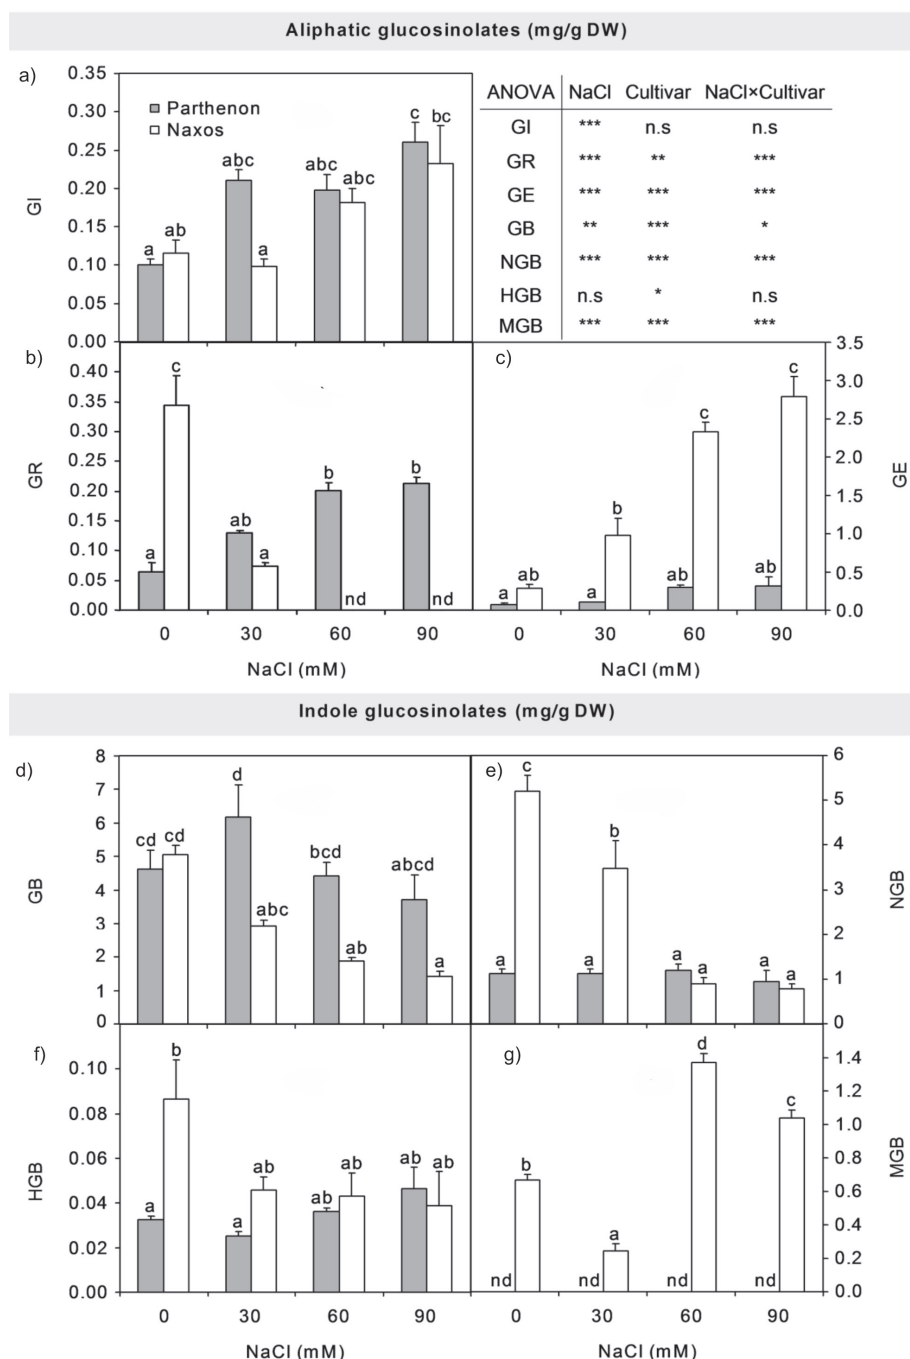 Aliphatic glucosinolates (mg/g DW)
a)
GI
0.35
0.30
0.25
0.20
0.15
0.10
0.05
0.00
Parthenon
Naxos
a ab abc a abc abc c bc
ANOVA NaCl Cultivar NaCl×Cultivar
GI *** n.s n.s
GR *** ** ***
GE *** *** ***
GB ** *** *
NGB *** *** ***
HGB n.s * n.s
MGB *** *** ***
b)
GR
0.40
0.35
0.30
0.25
0.20
0.15
0.10
0.05
0.00
a c ab a b nd b nd
0 30 60 90
NaCl (mM)
c)
GE
3.5
3.0
2.5
2.0
1.5
1.0
0.5
0.0
a ab a b ab c ab c
0 30 60 90
NaCl (mM)
Indole glucosinolates (mg/g DW)
d)
GB
8
7
6
5
4
3
2
1
0
cd cd d abc bcd ab abcd a
e)
NGB
6
5
4
3
2
1
0
a c a b a a a a
f)
HGB
0.10
0.08
0.06
0.04
0.02
0.00
a b a ab ab ab ab ab
0 30 60 90
NaCl (mM)
g)
MGB
1.4
1.2
1.0
0.8
0.6
0.4
0.2
0.0
nd b nd a nd d nd c
0 30 60 90
NaCl (mM)